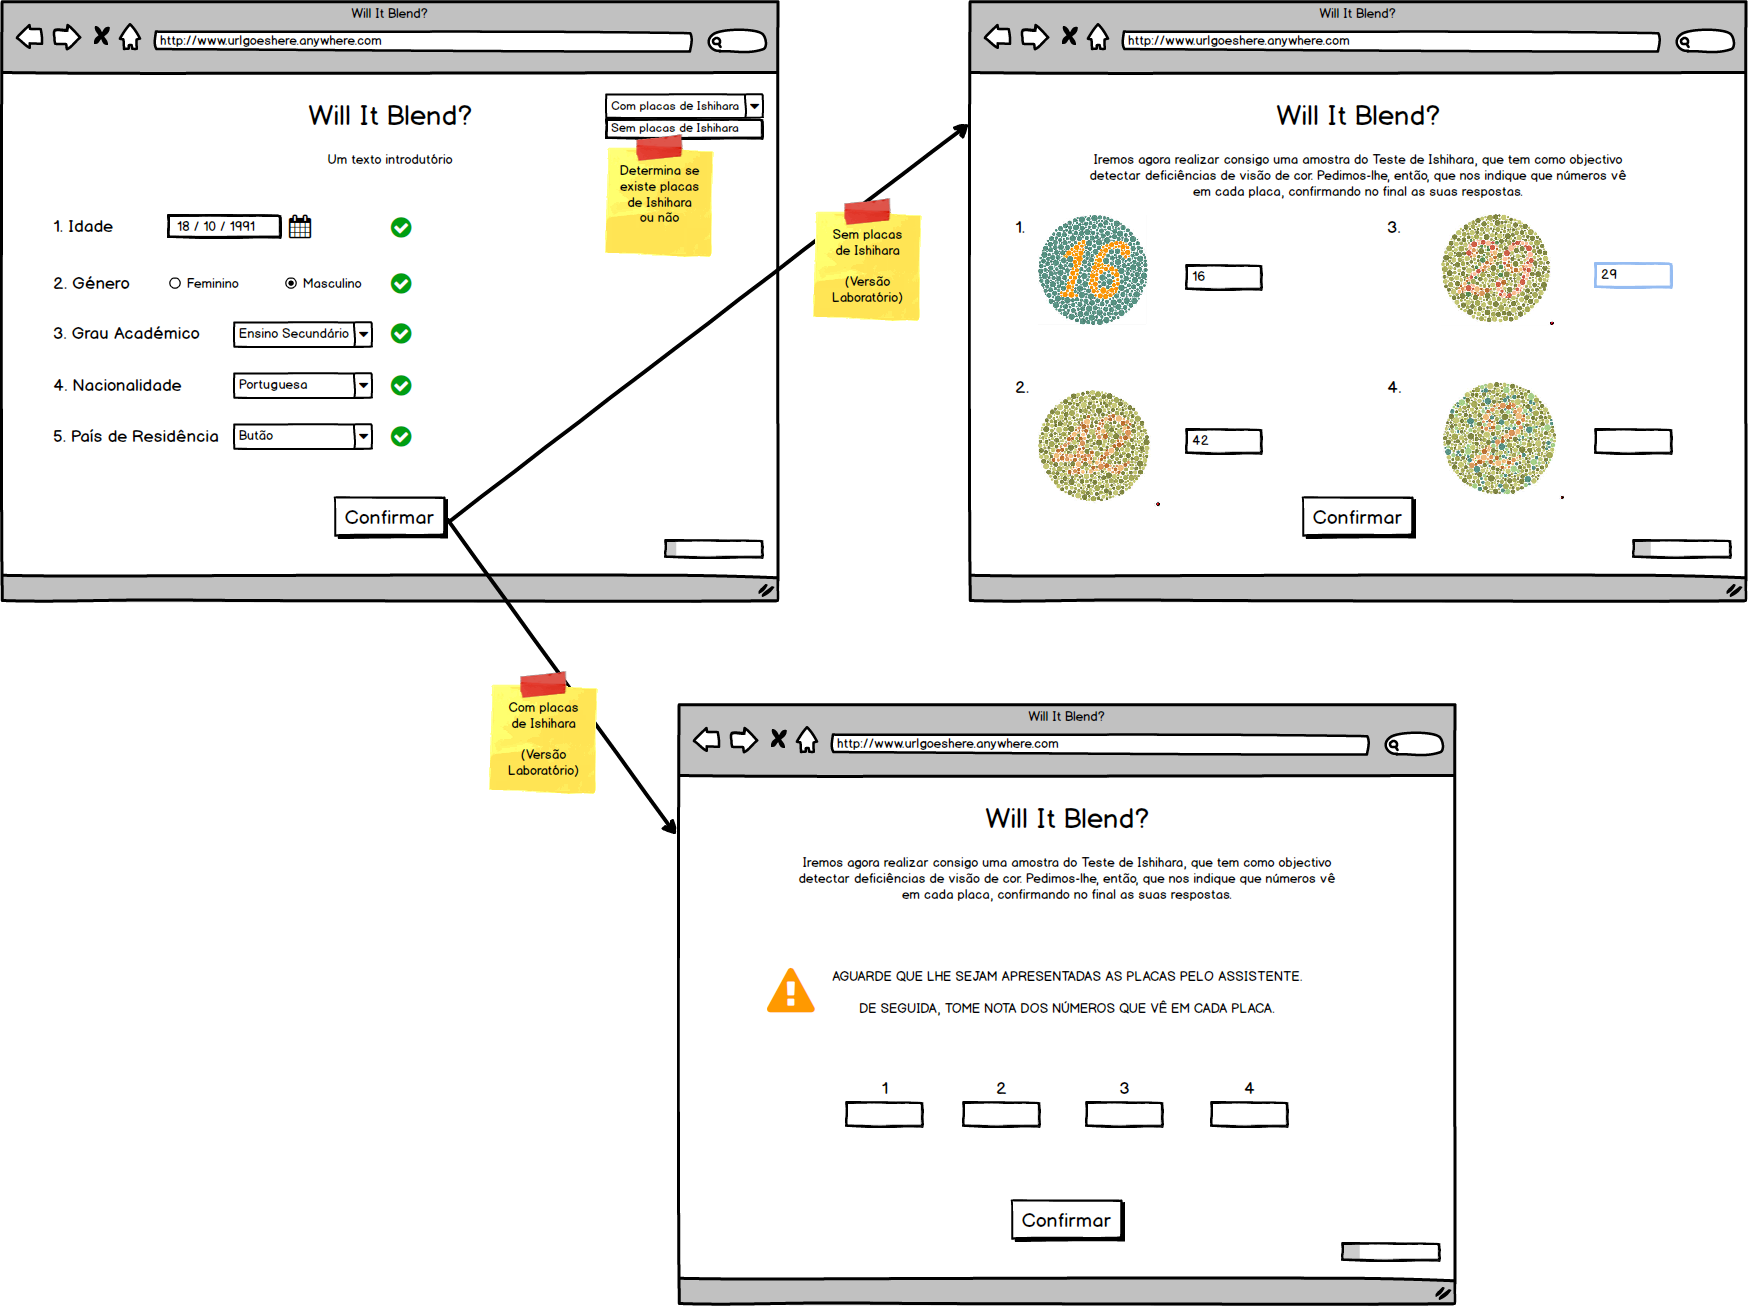 Will It Blend?
http://www.urlgoeshere.anywhere.com
Will It Blend?
Com placas de Ishihara
Sem placas de Ishihara
Um texto introdutório
Determina se
existe placas
de Ishihara
ou não
1. Idade
18 / 10 / 1991
2. Género
Feminino
Masculino
3. Grau Académico
Ensino Secundário
4. Nacionalidade
Portuguesa
5. País de Residência
Butão
Confirmar
Sem placas
de Ishihara
(Versão
Laboratório)
Will It Blend?
http://www.urlgoeshere.anywhere.com
Will It Blend?
Iremos agora realizar consigo uma amostra do Teste de Ishihara, que tem como objectivo
detectar deficiências de visão de cor. Pedimos-lhe, então, que nos indique que números vê
em cada placa, confirmando no final as suas respostas.
1.
16
16
3.
29
29
2.
42
42
4.
Confirmar
Com placas
de Ishihara
(Versão
Laboratório)
Will It Blend?
http://www.urlgoeshere.anywhere.com
Will It Blend?
Iremos agora realizar consigo uma amostra do Teste de Ishihara, que tem como objectivo
detectar deficiências de visão de cor. Pedimos-lhe, então, que nos indique que números vê
em cada placa, confirmando no final as suas respostas.
AGUARDE QUE LHE SEJAM APRESENTADAS AS PLACAS PELO ASSISTENTE.
DE SEGUIDA, TOME NOTA DOS NÚMEROS QUE VÊ EM CADA PLACA.
1 2 3 4
Confirmar